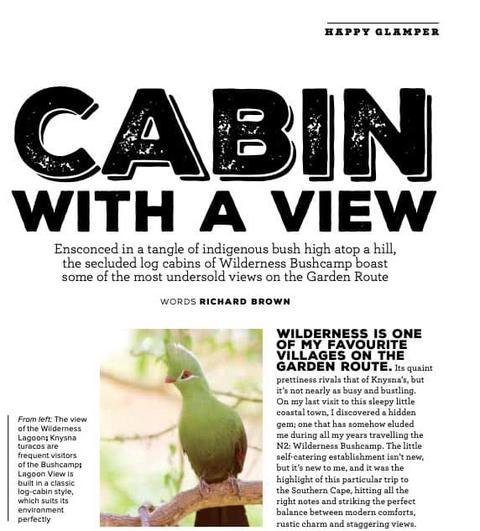 HAPPY GLAMPER
CABIN
WITH A VIEW
Ensconced in a tangle of indigenous bush high atop a hill,
the secluded log cabins of Wilderness Bushcamp boast
some of the most undersold views on the Garden Route
WORDS RICHARD BROWN
WILDERNESS IS ONE
OF MY FAVOURITE
VILLAGES ON THE
GARDEN ROUTE. Its quaint
prettiness rivals that of Knysna's, but
it's not nearly as busy and bustling.
On my last visit to this sleepy little
coastal town, I discovered a hidden
gem; one that has somehow eluded
me during all my years travelling the
N2: Wilderness Bushcamp. The little
self-catering establishment isn't new,
but it's new to me, and it was the
highlight of this particular trip to
the Southern Cape, hitting all the
right notes and striking the perfect
balance between modern comforts,
rustic charm and staggering views.
From left: The view
of the Wilderness
Lagoon; Knysna
turacos are
frequent visitors
of the Bushcamp;
Lagoon View is
built in a classic
log-cabin style,
which suits its
environment
perfectly